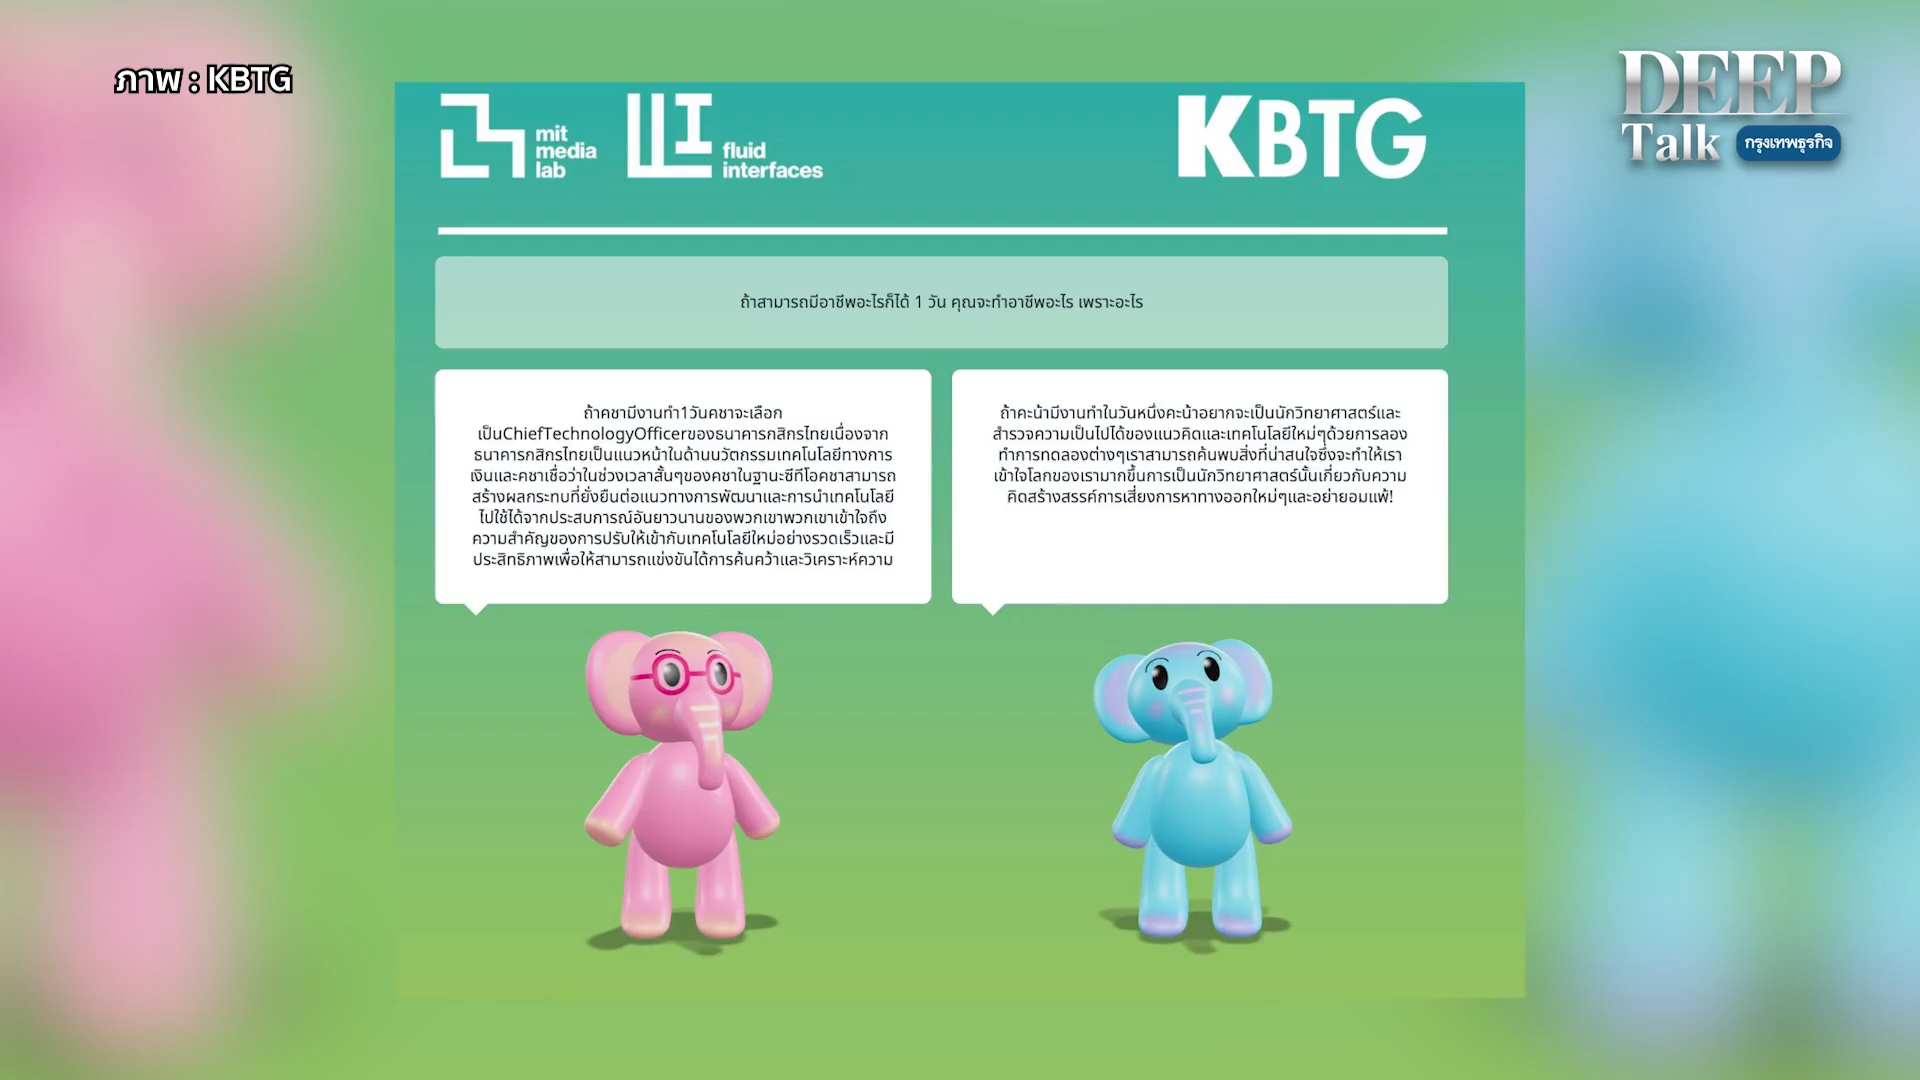 ภาพ : KBTG
DEEP
Talk กรุงเทพธุรกิจ
mit
media
lab
fluid
interfaces
KBTG
ถ้าสามารถมีอาชีพอะไรก็ได้ 1 วัน คุณจะทำอาชีพอะไร เพราะอะไร
ถ้าคชามีงานทำ1วันคชาจะเลือก
เป็นChiefTechnologyOfficerของธนาคารกสิกรไทยเนื่องจาก
ธนาคารกสิกรไทยเป็นแนวหน้าในด้านนวัตกรรมเทคโนโลยีทางการ
เงินและคชาเชื่อว่าในช่วงเวลาสั้นๆของคชาในฐานะซีทีโอคชาสามารถ
สร้างผลกระทบที่ยั่งยืนต่อแนวทางการพัฒนาและการนำเทคโนโลยี
ไปใช้ได้จากประสบการณ์อันยาวนานของพวกเขาพวกเขาเข้าใจถึง
ความสำคัญของการปรับให้เข้ากับเทคโนโลยีใหม่อย่างรวดเร็วและมี
ประสิทธิภาพเพื่อให้สามารถแข่งขันได้การค้นคว้าและวิเคราะห์ความ
ถ้าคะน้ามีงานทำในวันหนึ่งคะน้าอยากจะเป็นนักวิทยาศาสตร์และ
สำรวจความเป็นไปได้ของแนวคิดและเทคโนโลยีใหม่ๆด้วยการลอง
ทำการทดลองต่างๆเราสามารถค้นพบสิ่งที่น่าสนใจซึ่งจะทำให้เรา
เข้าใจโลกของเรามากขึ้นการเป็นนักวิทยาศาสตร์นั้นเกี่ยวกับความ
คิดสร้างสรรค์การเสี่ยงการหาทางออกใหม่ๆและอย่ายอมแพ้!